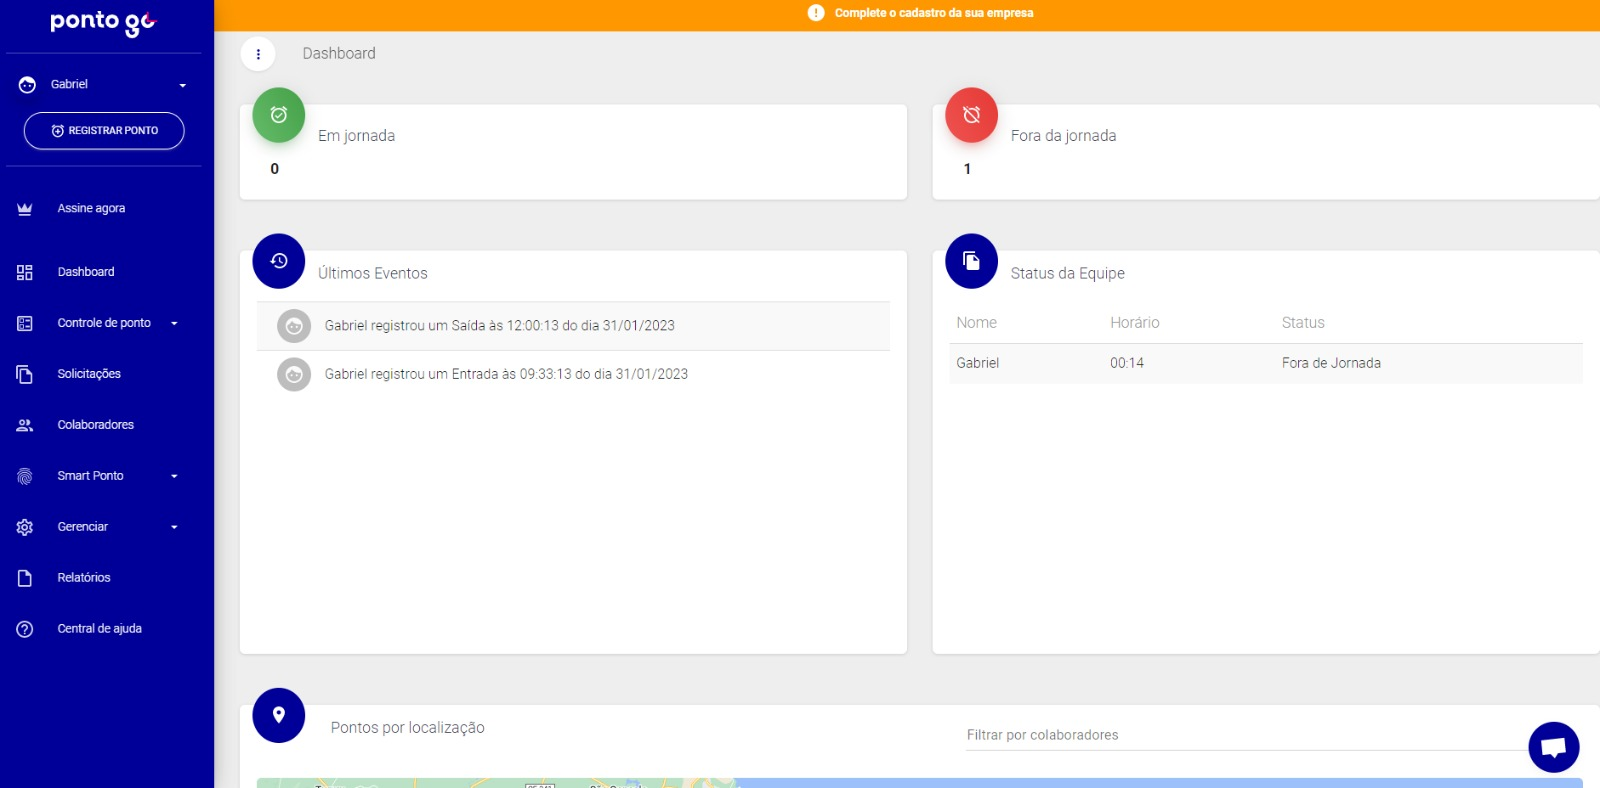 ponto go
Complete o cadastro da sua empresa
Dashboard
Gabriel
REGISTRAR PONTO
Assine agora
Dashboard
Controle de ponto
Solicitações
Colaboradores
Smart Ponto
Gerenciar
Relatórios
Central de ajuda
Em jornada
0
Fora da jornada
1
Últimos Eventos
Gabriel registrou um Saída às 12:00:13 do dia 31/01/2023
Gabriel registrou um Entrada às 09:33:13 do dia 31/01/2023
Status da Equipe
Nome Horário Status
Gabriel 00:14 Fora de Jornada
Pontos por localização
Filtrar por colaboradores